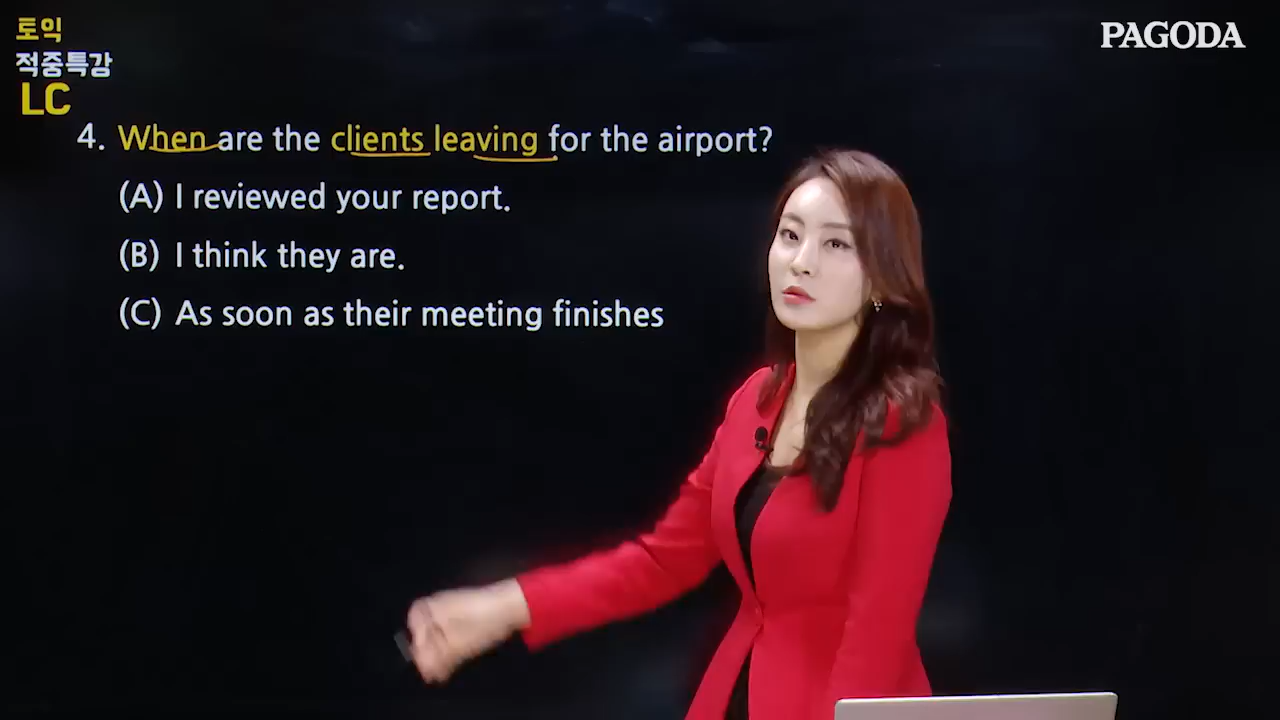 토익
적중특강
LC
PAGODA
4. When are the clients leaving for the airport?
(A) I reviewed your report.
(B) I think they are.
(C) As soon as their meeting finishes